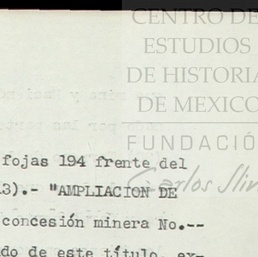 CENTRO DE
ESTUDIOS
DE HISTORIA
DE MEXICO
FUNDACIÓ
Carlos Slim
fojas 194 frente del
13).- "AMPLIACION DE
concesión minera No.--
do de este título, ex-